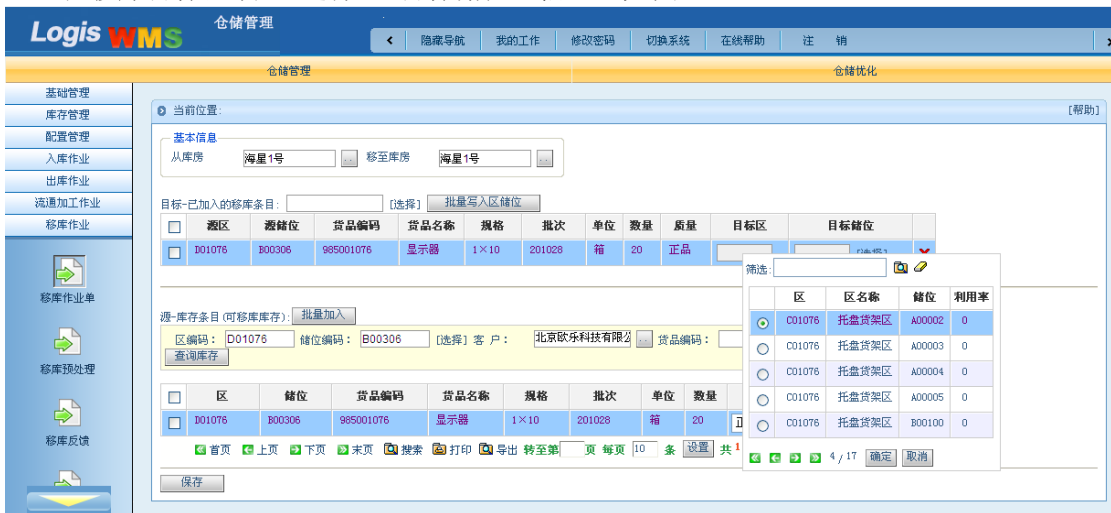 Logis WMS 仓储管理
隐藏导航 我的工作 修改密码 切换系统 在线帮助 注 销
仓储管理 仓储优化
基础管理
库存管理
配置管理
入库作业
出库作业
流通加工作业
移库作业
移库作业单
移库预处理
移库反馈
当前位置: [帮助]
基本信息
从库房 海星1号 .. 移至库房 海星1号 ..
目标-已加入的移库条目: [选择] 批量写入区储位
源区 源储位 货品编码 货品名称 规格 批次 单位 数量 质量 目标区 目标储位
D01076 B00306 985001076 显示器 1×10 201028 箱 20 正品 [选择]
源-库存条目(可移库库存): 批量加入
区编码: D01076 储位编码: B00306 [选择] 客 户: 北京欧乐科技有限公 .. 货品编码:
查询库存
区 储位 货品编码 货品名称 规格 批次 单位 数量
D01076 B00306 985001076 显示器 1×10 201028 箱 20 正
首页 上页 下页 末页 搜索 打印 导出 转至第 页 每页 10 条 设置 共 1
保存
筛选:
区 区名称 储位 利用率
C01076 托盘货架区 A00002 0
C01076 托盘货架区 A00003 0
C01076 托盘货架区 A00004 0
C01076 托盘货架区 A00005 0
C01076 托盘货架区 B00100 0
4 / 17 确定 取消